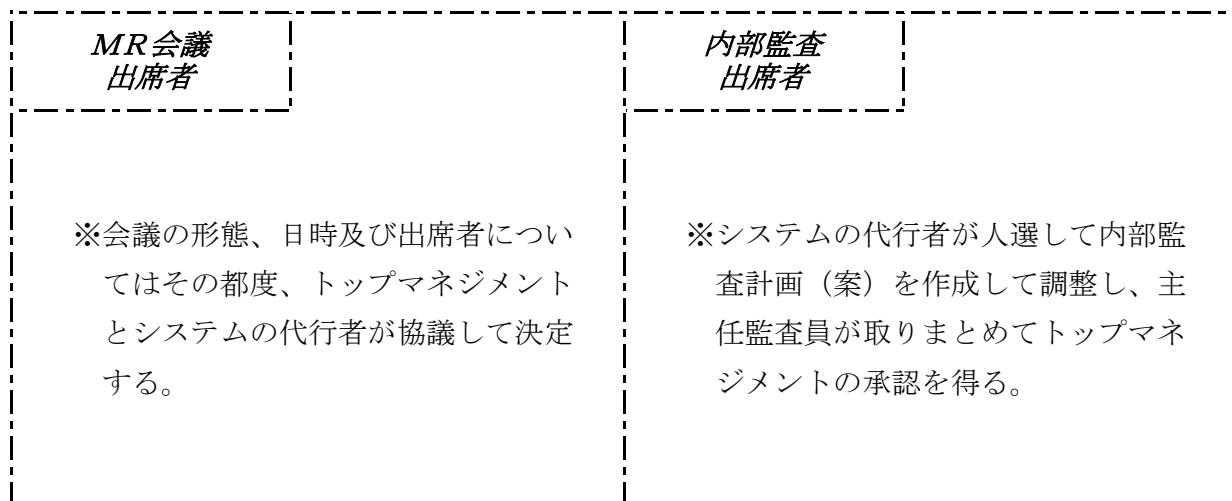 MR会議
出席者
※会議の形態、日時及び出席者につい
てはその都度、トップマネジメント
とシステムの代行者が協議して決定
する。
内部監査
出席者
※システムの代行者が人選して内部監
査計画（案）を作成して調整し、主
任監査員が取りまとめてトップマネ
ジメントの承認を得る。